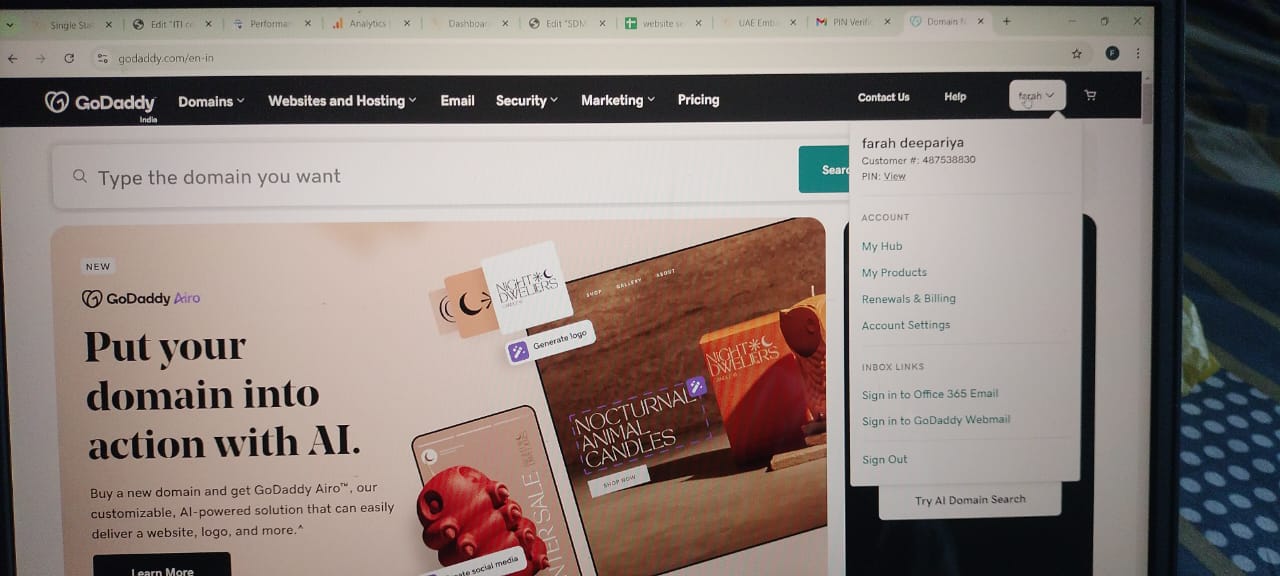 Single Sta
Edit "ITI ce
Performan
Analytics
Dashboar
Edit "SDM
website se
UAE Emb
PIN Verific
Domain N
godaddy.com/en-in
F
GoDaddy
India
Domains
Websites and Hosting
Email
Security
Marketing
Pricing
Contact Us
Help
farah
Type the domain you want
Searc
farah deepariya
Customer #: 487538830
PIN: View
ACCOUNT
My Hub
My Products
Renewals & Billing
Account Settings
INBOX LINKS
Sign in to Office 365 Email
Sign in to GoDaddy Webmail
Sign Out
Try AI Domain Search
NEW
GoDaddy Airo
Put your
domain into
action with AI.
Buy a new domain and get GoDaddy Airo™, our
customizable, AI-powered solution that can easily
deliver a website, logo, and more.^
Learn More
NIGHT
DWELLERS
Generate logo
SHOP GALLERY ABOUT
NIGHT
DWELLERS
NOCTURNAL
ANIMAL
CANDLES
SHOP NOW
NTER SALE
ate social media